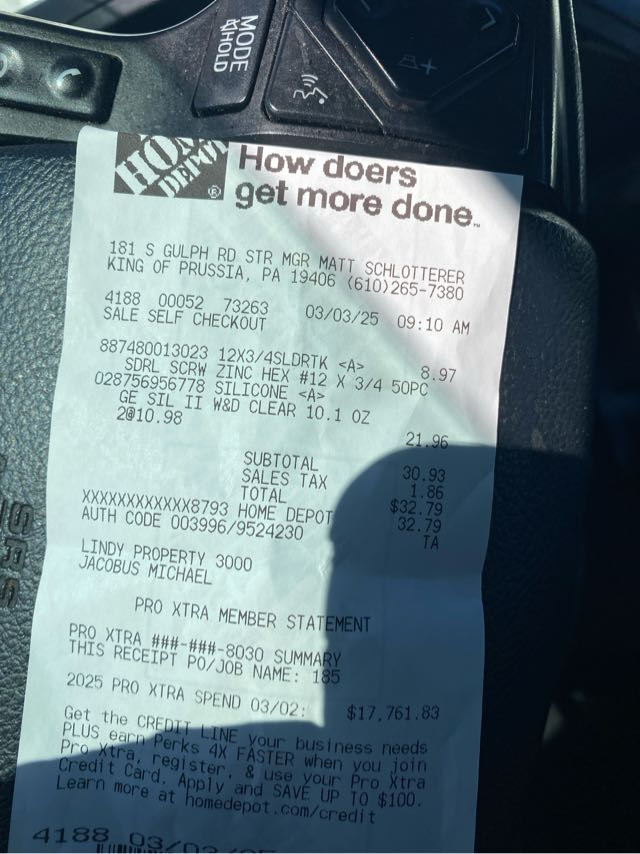 MODE
HOLD
THE HOME DEPOT
How doers
get more done.
181 S GULPH RD STR MGR MATT SCHLOTTERER
KING OF PRUSSIA, PA 19406 (610)265-7380
4188 00052 73263 03/03/25 09:10 AM
SALE SELF CHECKOUT
887480013023 12X3/4SLDRTK <A> 8.97
SDRL SCRW ZINC HEX #12 X 3/4 50PC
028756956778 SILICONE <A>
GE SIL II W&D CLEAR 10.1 OZ
2@10.98 21.96
SUBTOTAL 30.93
SALES TAX 1.86
TOTAL $32.79
XXXXXXXXXXXX8793 HOME DEPOT 32.79
AUTH CODE 003996/9524230 TA
LINDY PROPERTY 3000
JACOBUS MICHAEL
PRO XTRA MEMBER STATEMENT
PRO XTRA ###-###-8030 SUMMARY
THIS RECEIPT PO/JOB NAME: 185
2025 PRO XTRA SPEND 03/02: $17,761.83
Get the CREDIT LINE your business needs
PLUS earn Perks 4X FASTER when you join
Pro Xtra, register, & use your Pro Xtra
Credit Card. Apply and SAVE UP TO $100.
Learn more at homedepot.com/credit
4188 03/03/25
SRS